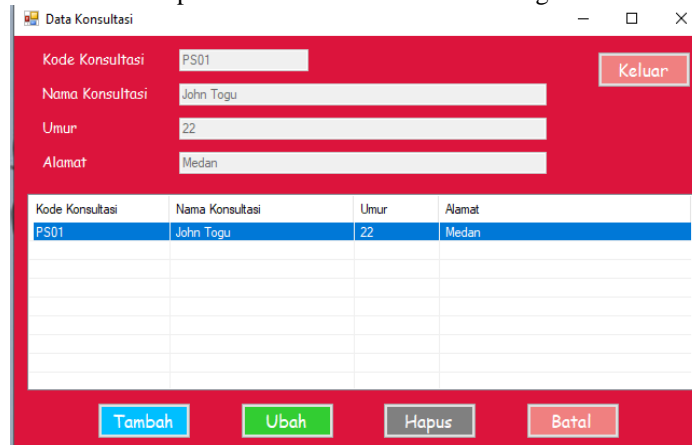 Data Konsultasi
Kode Konsultasi PS01
Keluar
Nama Konsultasi John Togu
Umur 22
Alamat Medan
Kode Konsultasi Nama Konsultasi Umur Alamat
PS01 John Togu 22 Medan
Tambah Ubah Hapus Batal